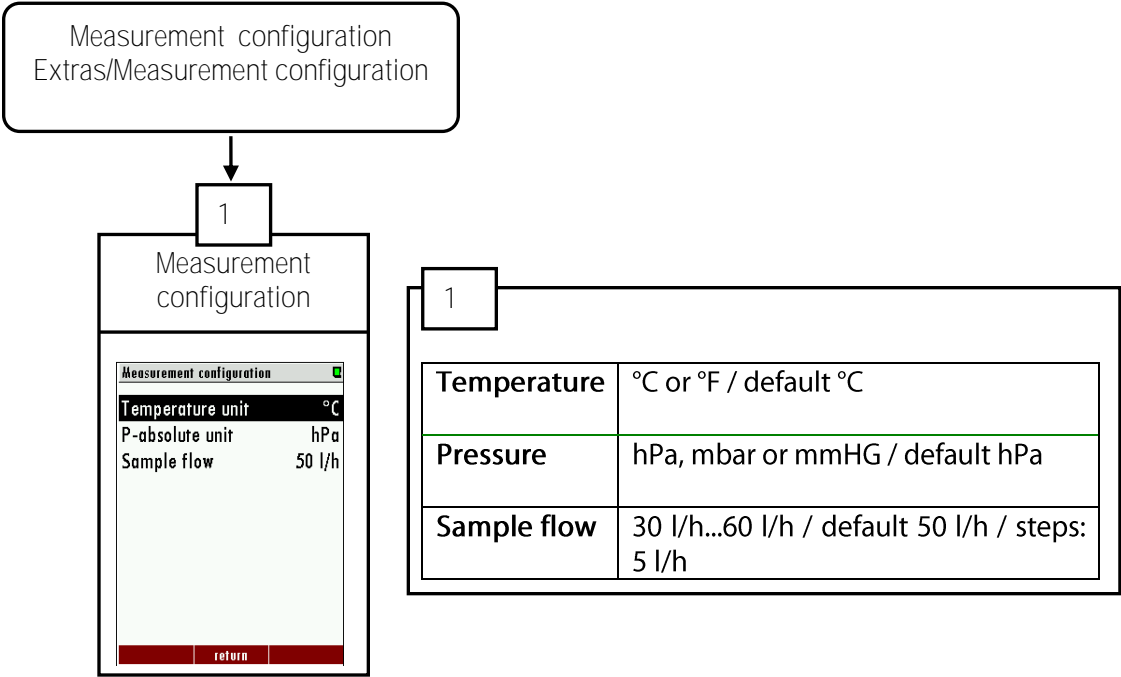 Measurement configuration
Extras/Measurement configuration
1
Measurement
configuration
Measurement configuration
Temperature unit °C
P-absolute unit hPa
Sample flow 50 l/h
return
1
Temperature °C or °F / default °C
Pressure hPa, mbar or mmHG / default hPa
Sample flow 30 l/h...60 l/h / default 50 l/h / steps:
5 l/h